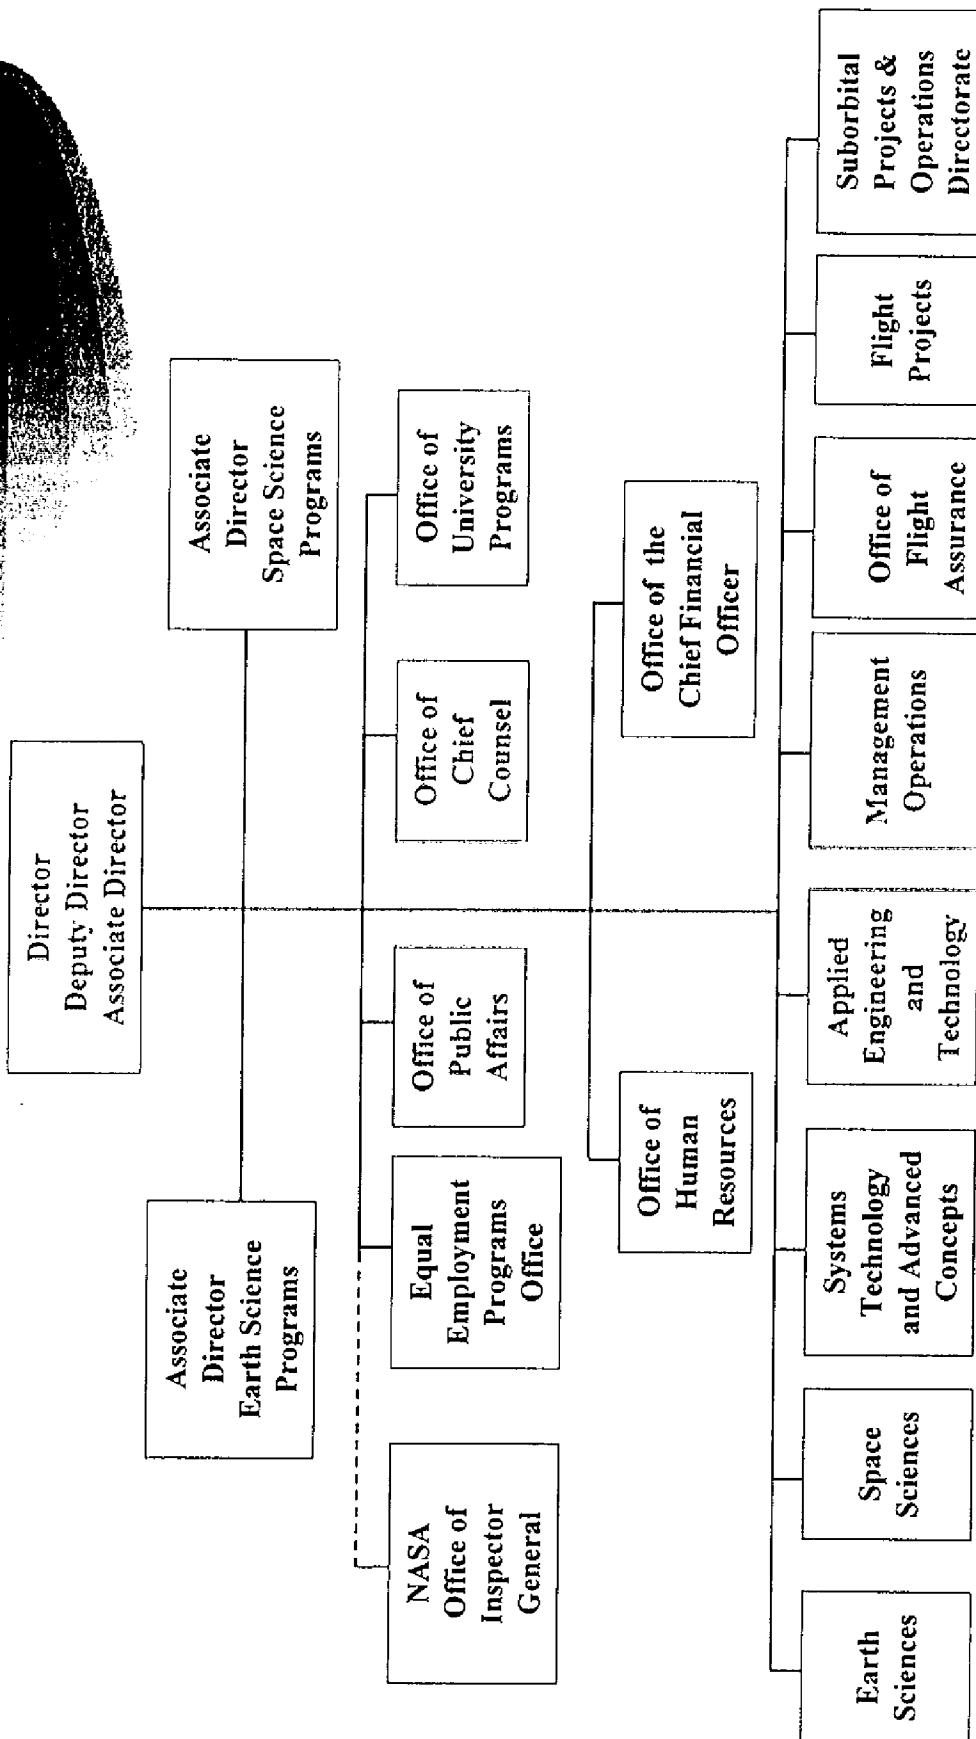 Director
Deputy Director
Associate Director
Associate
Director
Earth Science
Programs
Associate
Director
Space Science
Programs
NASA
Office of
Inspector
General
Equal
Employment
Programs
Office
Office of
Public
Affairs
Office of
Chief
Counsel
Office of
University
Programs
Office of
Human
Resources
Office of the
Chief Financial
Officer
Earth
Sciences
Space
Sciences
Systems
Technology
and Advanced
Concepts
Applied
Engineering
and
Technology
Management
Operations
Office of
Flight
Assurance
Flight
Projects
Suborbital
Projects &
Operations
Directorate